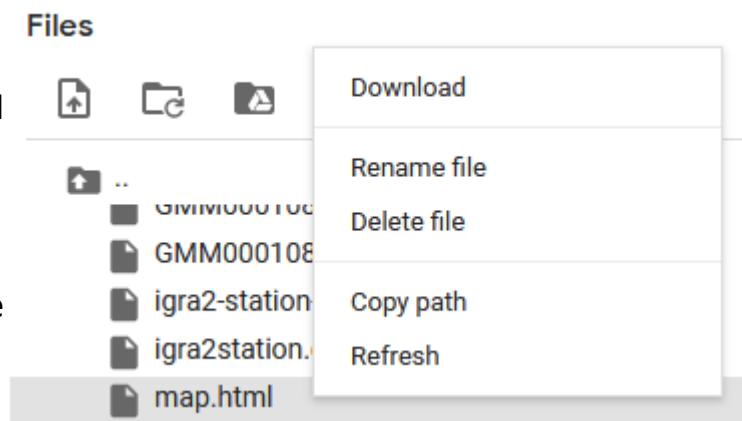 Files
Download
Rename file
Delete file
..
GMM000108
igra2-station-
igra2station.
map.html
Copy path
Refresh